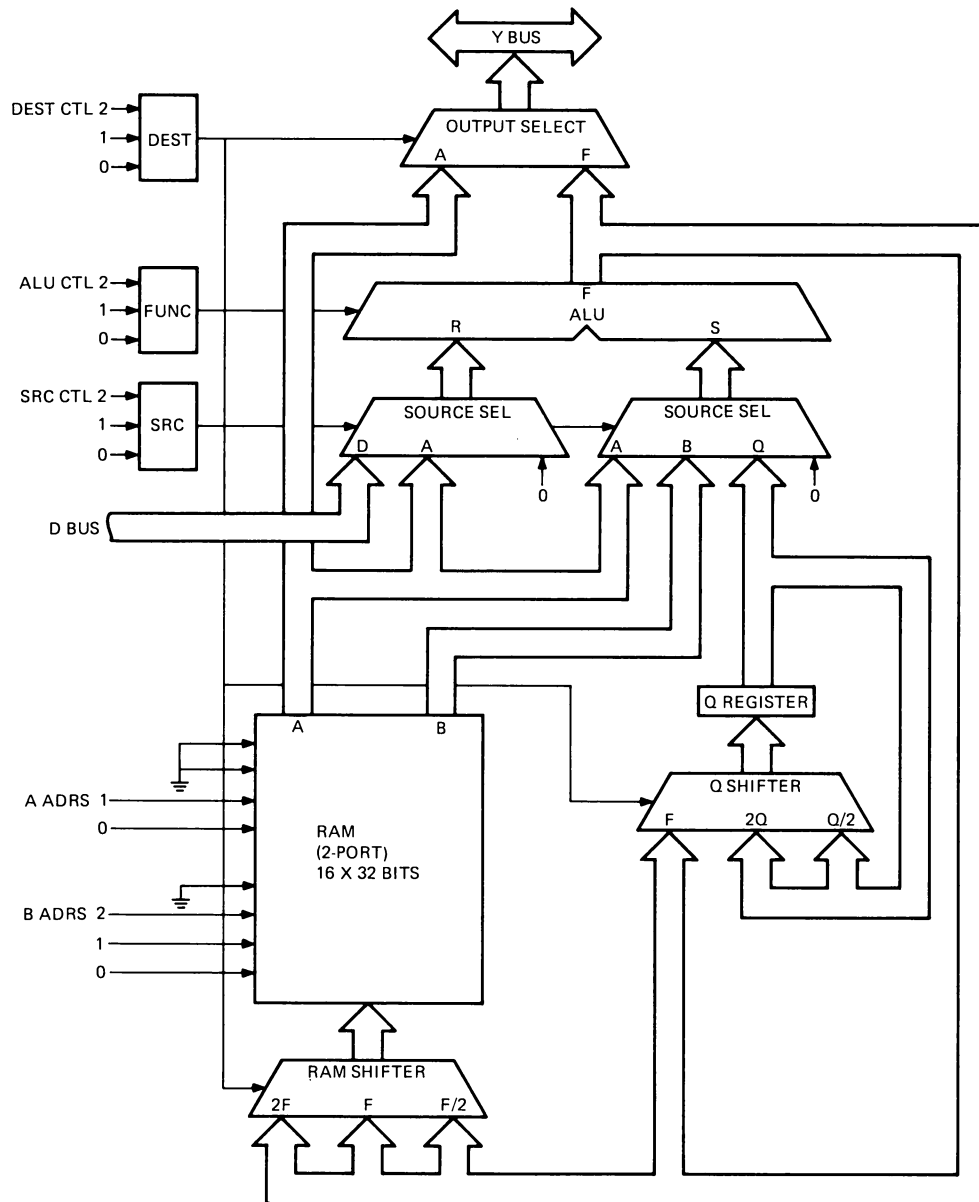 Y BUS
DEST CTL 2
1
0
DEST
OUTPUT SELECT
A F
ALU CTL 2
1
0
FUNC
F
ALU
R S
SRC CTL 2
1
0
SRC
SOURCE SEL
D A
0
SOURCE SEL
A B Q
0
D BUS
A B
Q REGISTER
Q SHIFTER
F 2Q Q/2
A ADRS 1
0
RAM
(2-PORT)
16 X 32 BITS
B ADRS 2
1
0
RAM SHIFTER
2F F F/2